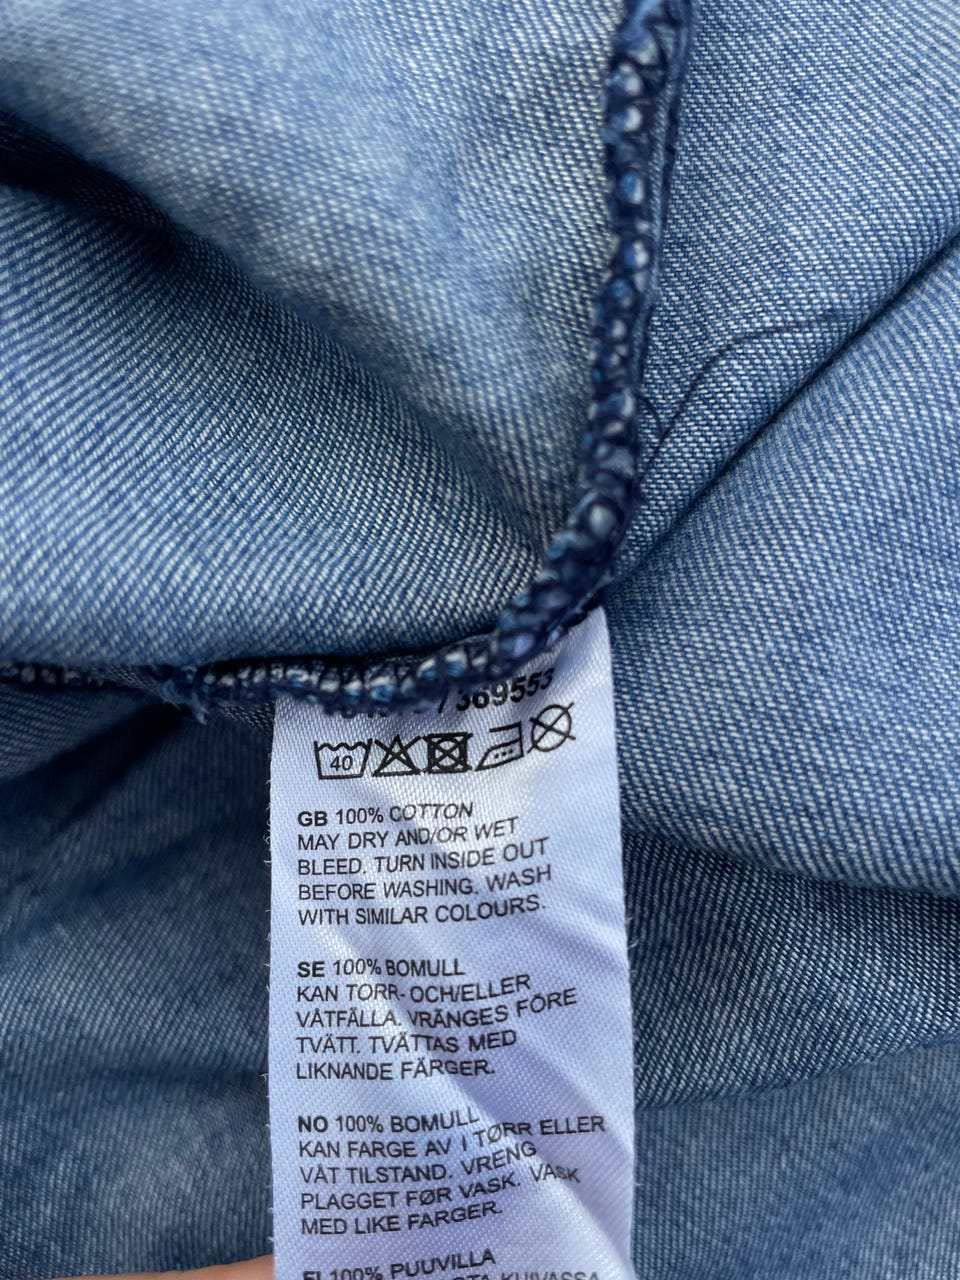 / 369553
40
GB 100% COTTON
MAY DRY AND/OR WET
BLEED. TURN INSIDE OUT
BEFORE WASHING. WASH
WITH SIMILAR COLOURS.
SE 100% BOMULL
KAN TORR- OCH/ELLER
VÅTFÄLLA. VRÄNGES FÖRE
TVÄTT. TVÄTTAS MED
LIKNANDE FÄRGER.
NO 100% BOMULL
KAN FARGE AV I TØRR ELLER
VÅT TILSTAND. VRENG
PLAGGET FØR VASK. VASK
MED LIKE FARGER.
FI 100% PUUVILLA
KUIVASSA